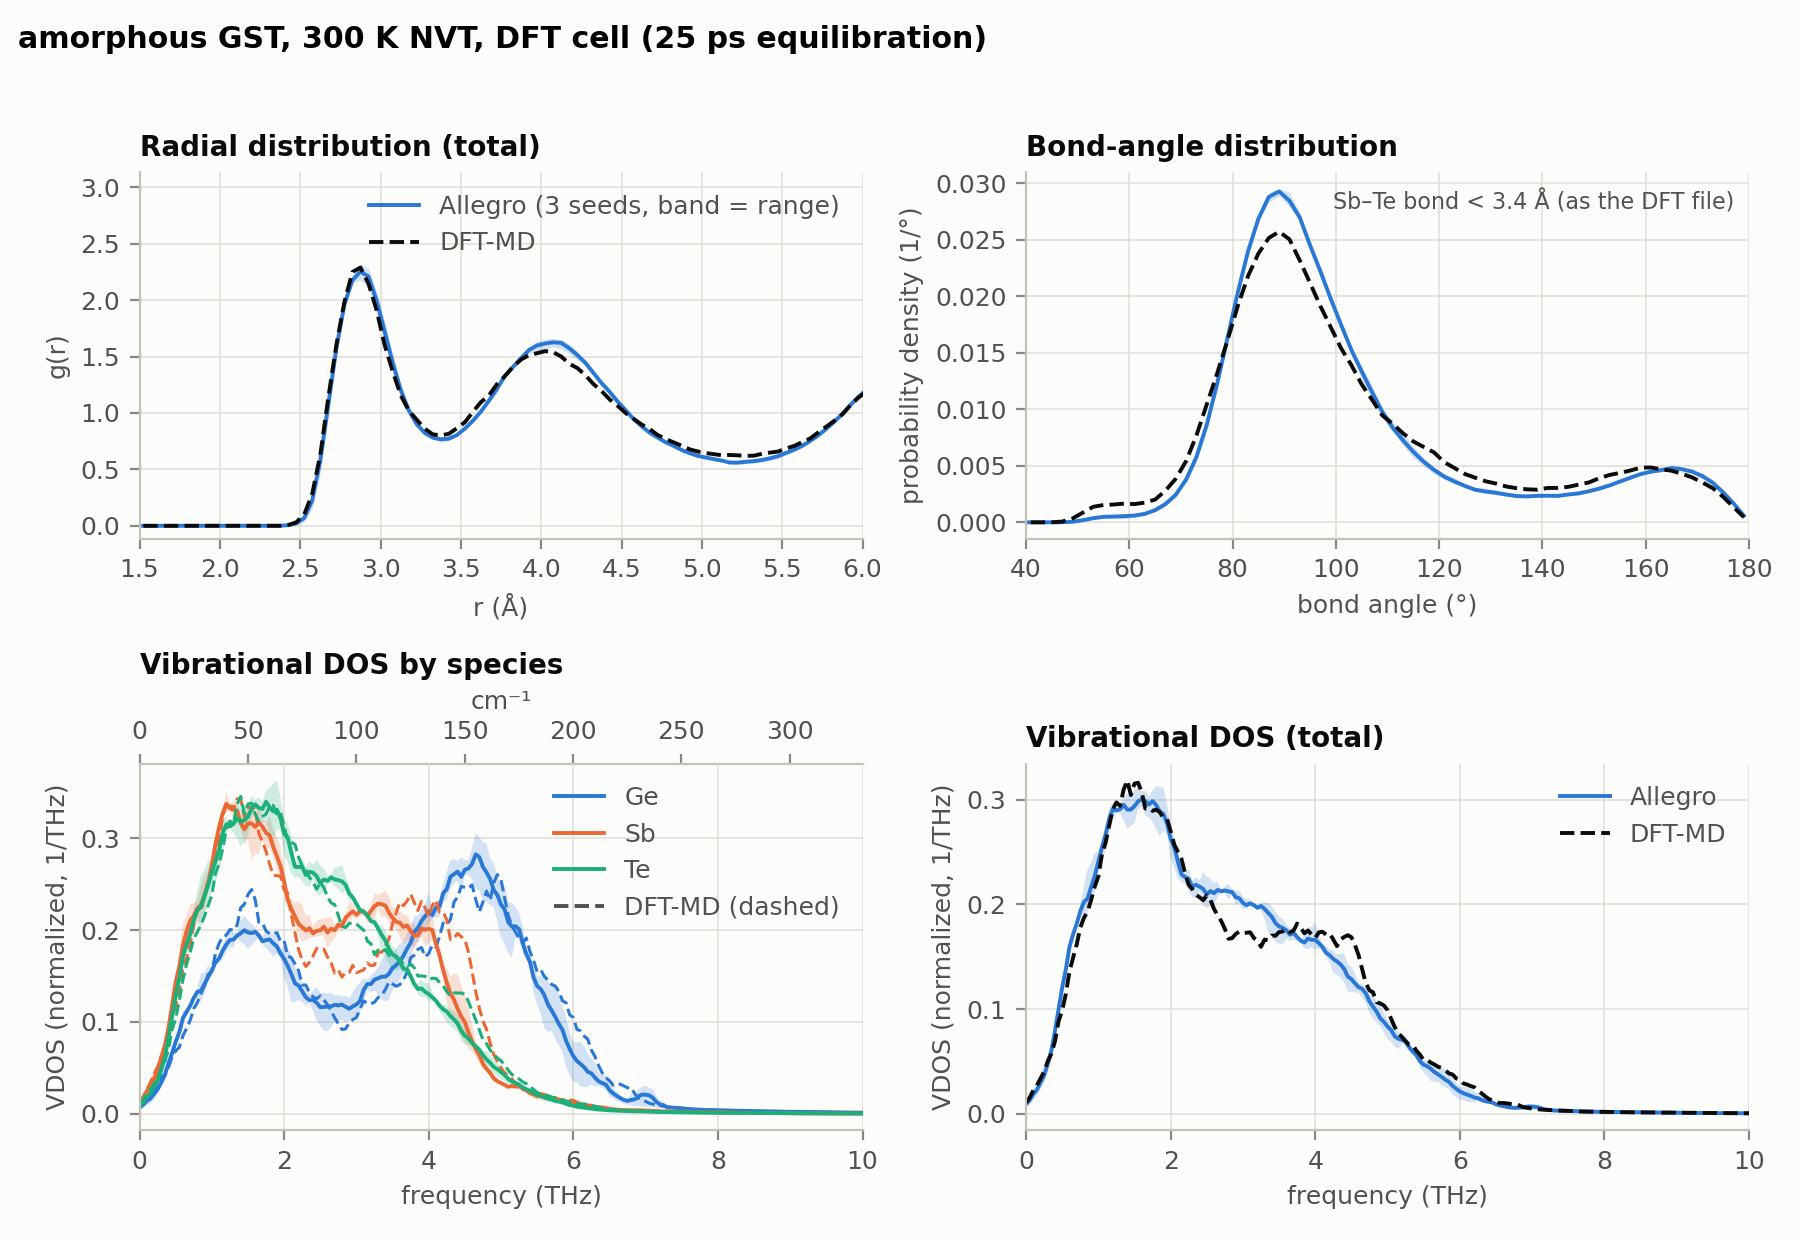 amorphous GST, 300 K NVT, DFT cell (25 ps equilibration)
Radial distribution (total)
3.0
2.5
2.0
1.5
1.0
0.5
0.0
g(r)
Allegro (3 seeds, band = range)
DFT-MD
1.5 2.0 2.5 3.0 3.5 4.0 4.5 5.0 5.5 6.0
r (Å)
Bond-angle distribution
0.030
0.025
0.020
0.015
0.010
0.005
0.000
probability density (1/°)
Sb–Te bond < 3.4 Å (as the DFT file)
40 60 80 100 120 140 160 180
bond angle (°)
Vibrational DOS by species
cm⁻¹
0 50 100 150 200 250 300
0.3
0.2
0.1
0.0
VDOS (normalized, 1/THz)
Ge
Sb
Te
DFT-MD (dashed)
0 2 4 6 8 10
frequency (THz)
Vibrational DOS (total)
0.3
0.2
0.1
0.0
VDOS (normalized, 1/THz)
Allegro
DFT-MD
0 2 4 6 8 10
frequency (THz)